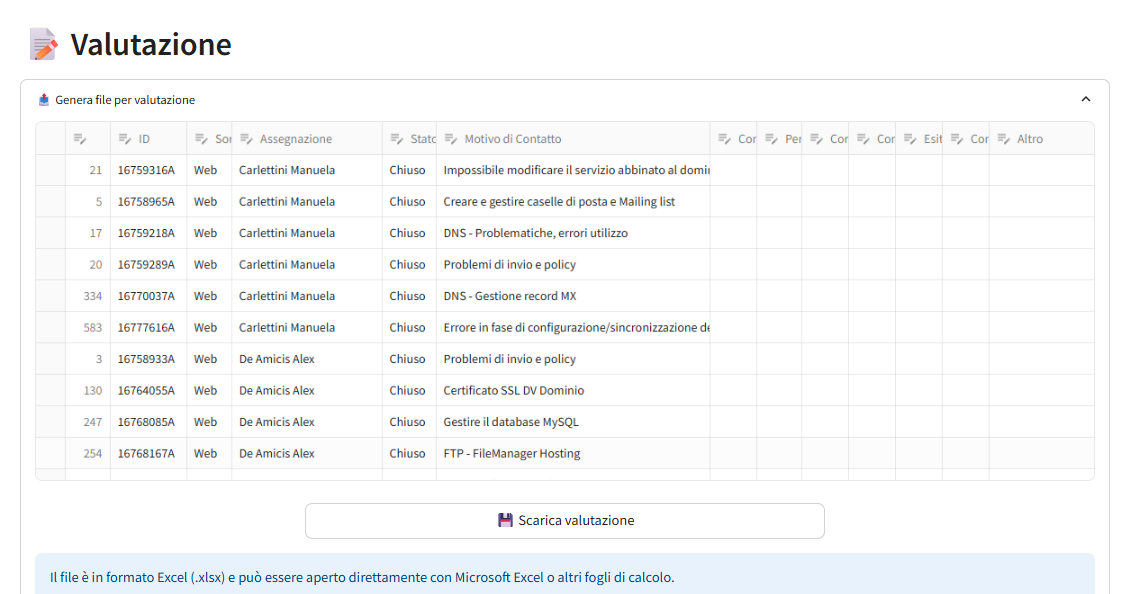 Valutazione
Genera file per valutazione
ID Sor Assegnazione Stato Motivo di Contatto Cor Per Cor Cor Esit Cor Altro
21 16759316A Web Carlettini Manuela Chiuso Impossibile modificare il servizio abbinato al domin
5 16758965A Web Carlettini Manuela Chiuso Creare e gestire caselle di posta e Mailing list
17 16759218A Web Carlettini Manuela Chiuso DNS - Problematiche, errori utilizzo
20 16759289A Web Carlettini Manuela Chiuso Problemi di invio e policy
334 16770037A Web Carlettini Manuela Chiuso DNS - Gestione record MX
583 16777616A Web Carlettini Manuela Chiuso Errore in fase di configurazione/sincronizzazione de
3 16758933A Web De Amicis Alex Chiuso Problemi di invio e policy
130 16764055A Web De Amicis Alex Chiuso Certificato SSL DV Dominio
247 16768085A Web De Amicis Alex Chiuso Gestire il database MySQL
254 16768167A Web De Amicis Alex Chiuso FTP - FileManager Hosting
Scarica valutazione
Il file è in formato Excel (.xlsx) e può essere aperto direttamente con Microsoft Excel o altri fogli di calcolo.